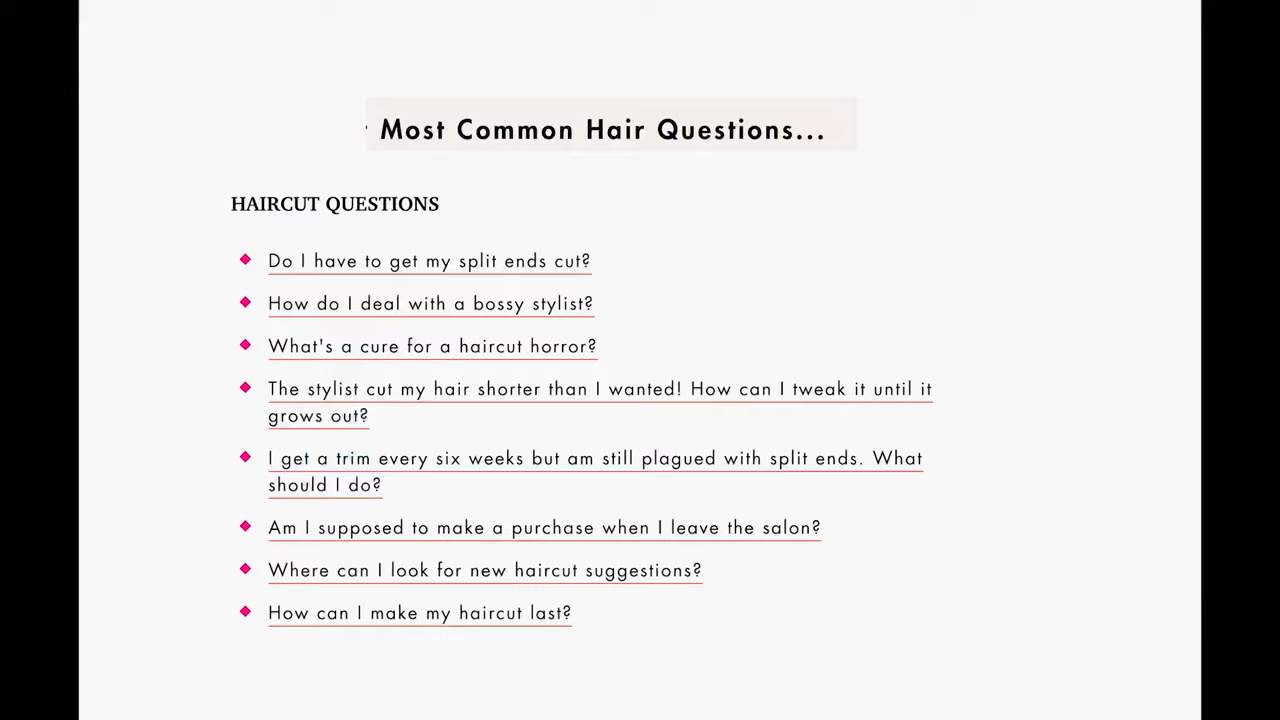 Most Common Hair Questions...
HAIRCUT QUESTIONS
Do I have to get my split ends cut?
How do I deal with a bossy stylist?
What's a cure for a haircut horror?
The stylist cut my hair shorter than I wanted! How can I tweak it until it
grows out?
I get a trim every six weeks but am still plagued with split ends. What
should I do?
Am I supposed to make a purchase when I leave the salon?
Where can I look for new haircut suggestions?
How can I make my haircut last?